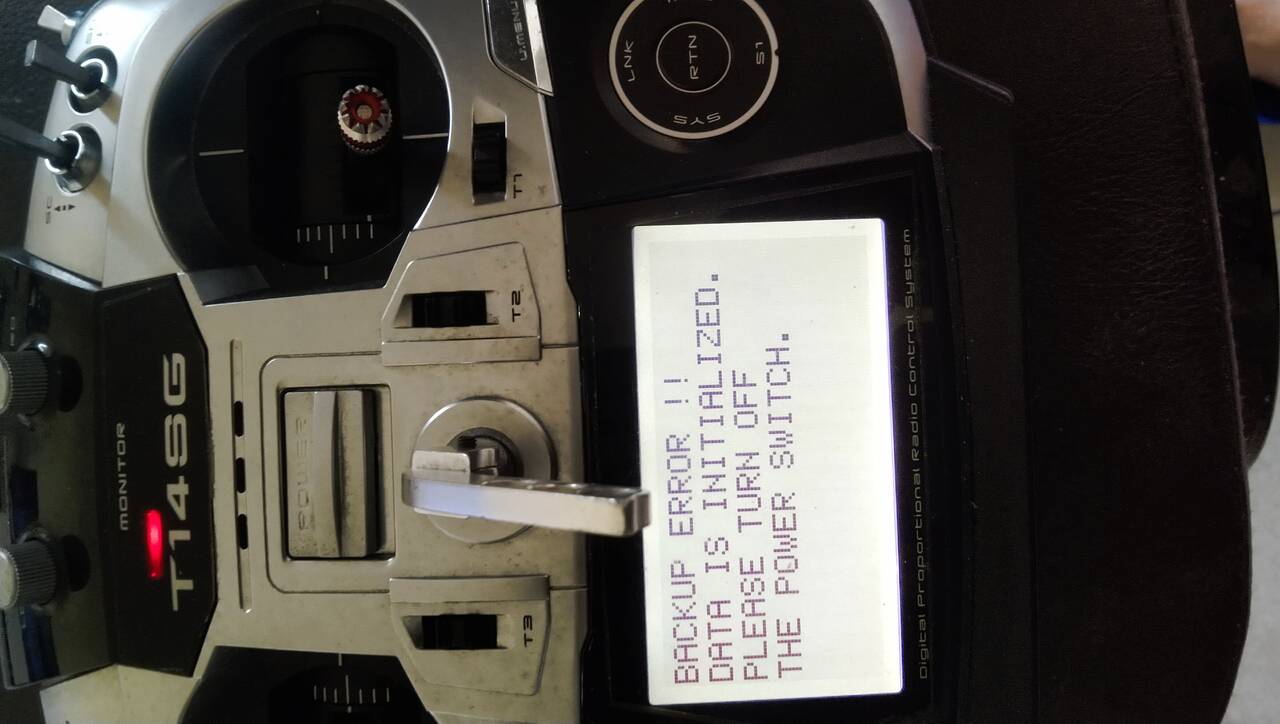 BACKUP ERROR !!
DATA IS INITIALIZED.
PLEASE TURN OFF
THE POWER SWITCH.
Digital Proportional Radio Control System
MONITOR
T14SG
POWER
T1
T2
T3
U.MENU
LNK
RTN
S1
SYS
SC